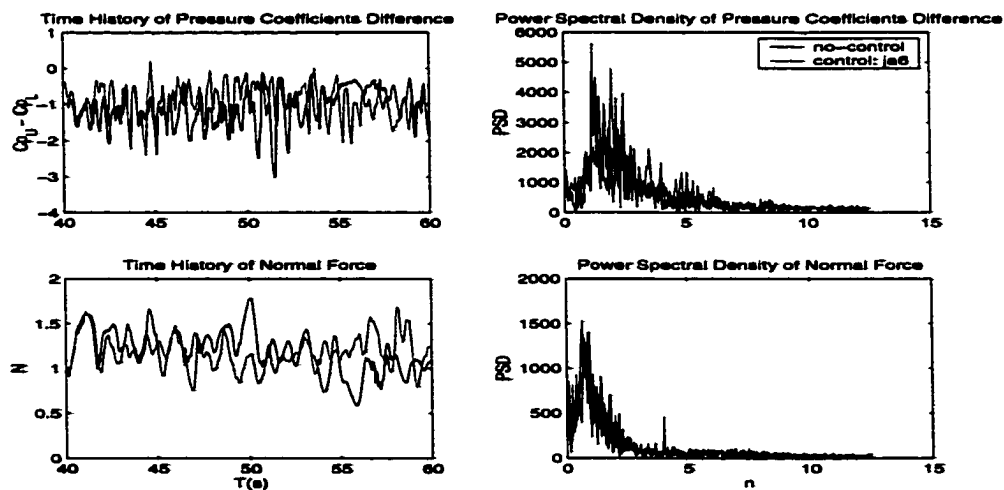 Time History of Pressure Coefficients Difference
1
0
−1
−2
−3
−4
Cp_U - Cp_L
40 45 50 55 60
Power Spectral Density of Pressure Coefficients Difference
6000
5000
4000
3000
2000
1000
0
PSD
no-control
control: ja6
0 5 10 15
Time History of Normal Force
2
1.5
1
0.5
0
N
40 45 50 55 60
T(s)
Power Spectral Density of Normal Force
2000
1500
1000
500
0
PSD
0 5 10 15
n